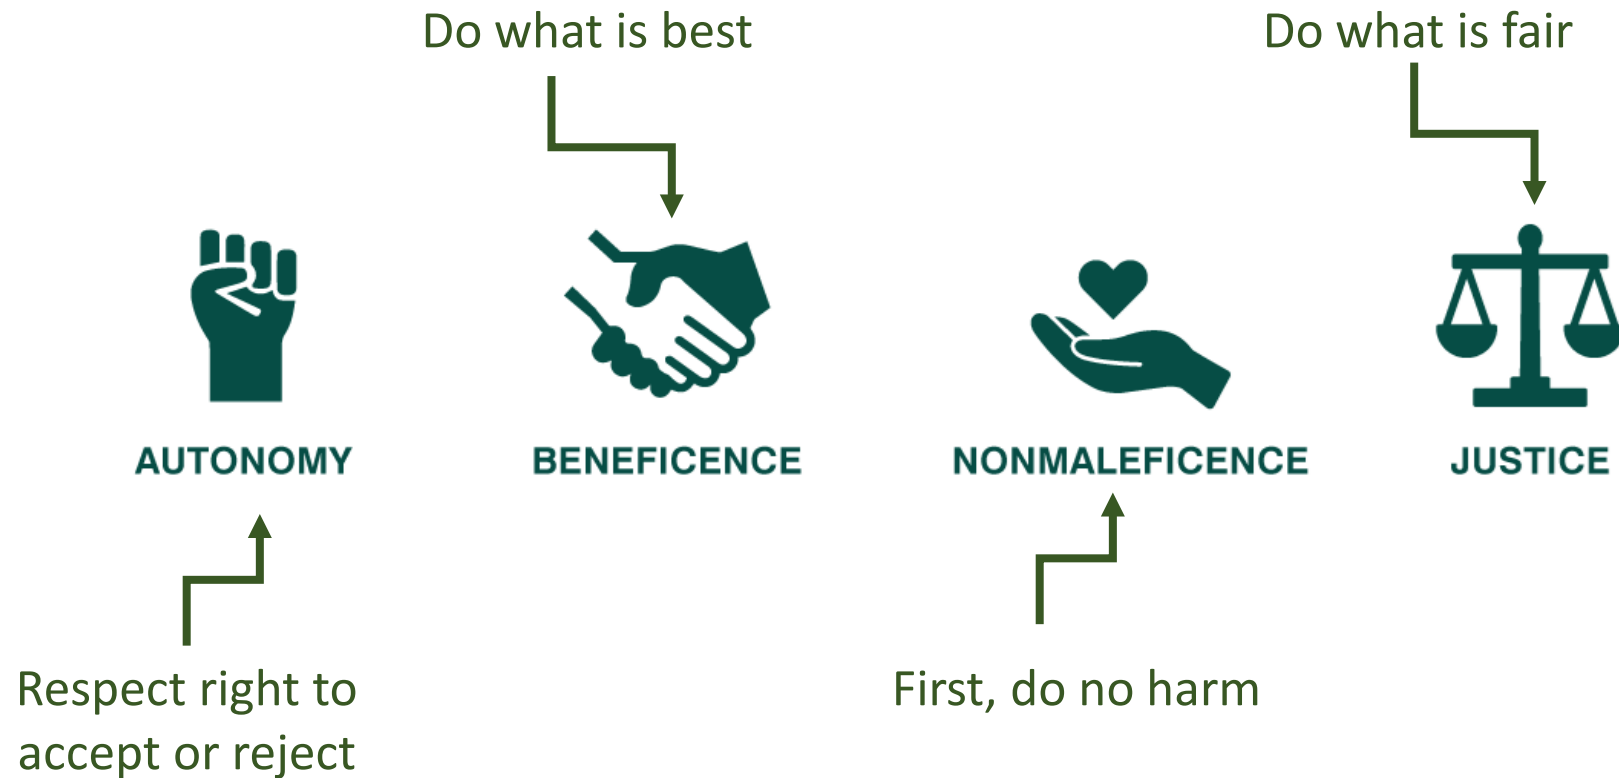 Do what is best
Do what is fair
AUTONOMY
BENEFICENCE
NONMALEFICENCE
JUSTICE
Respect right to
accept or reject
First, do no harm